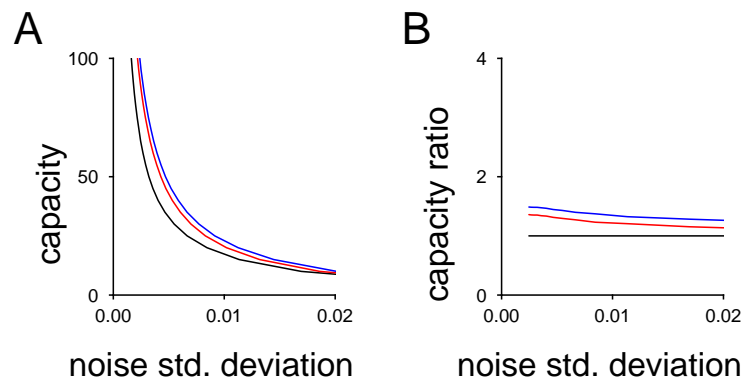 A
100
50
0
capacity
0.00
0.01
0.02
noise std. deviation
B
4
2
0
capacity ratio
0.00
0.01
0.02
noise std. deviation